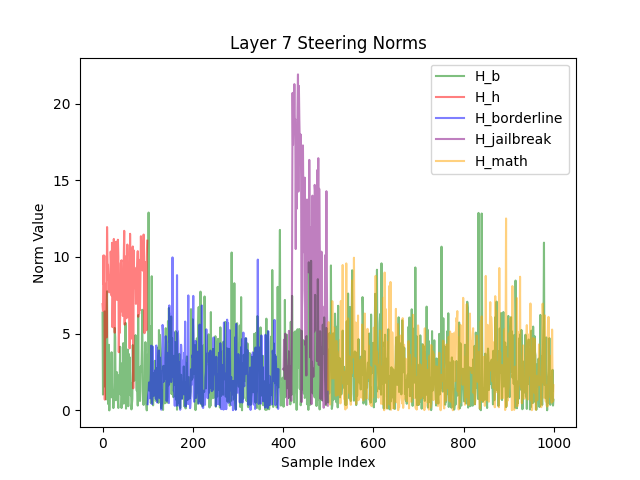 Layer 7 Steering Norms
Norm Value
20
15
10
5
0
H_b
H_h
H_borderline
H_jailbreak
H_math
0 200 400 600 800 1000
Sample Index